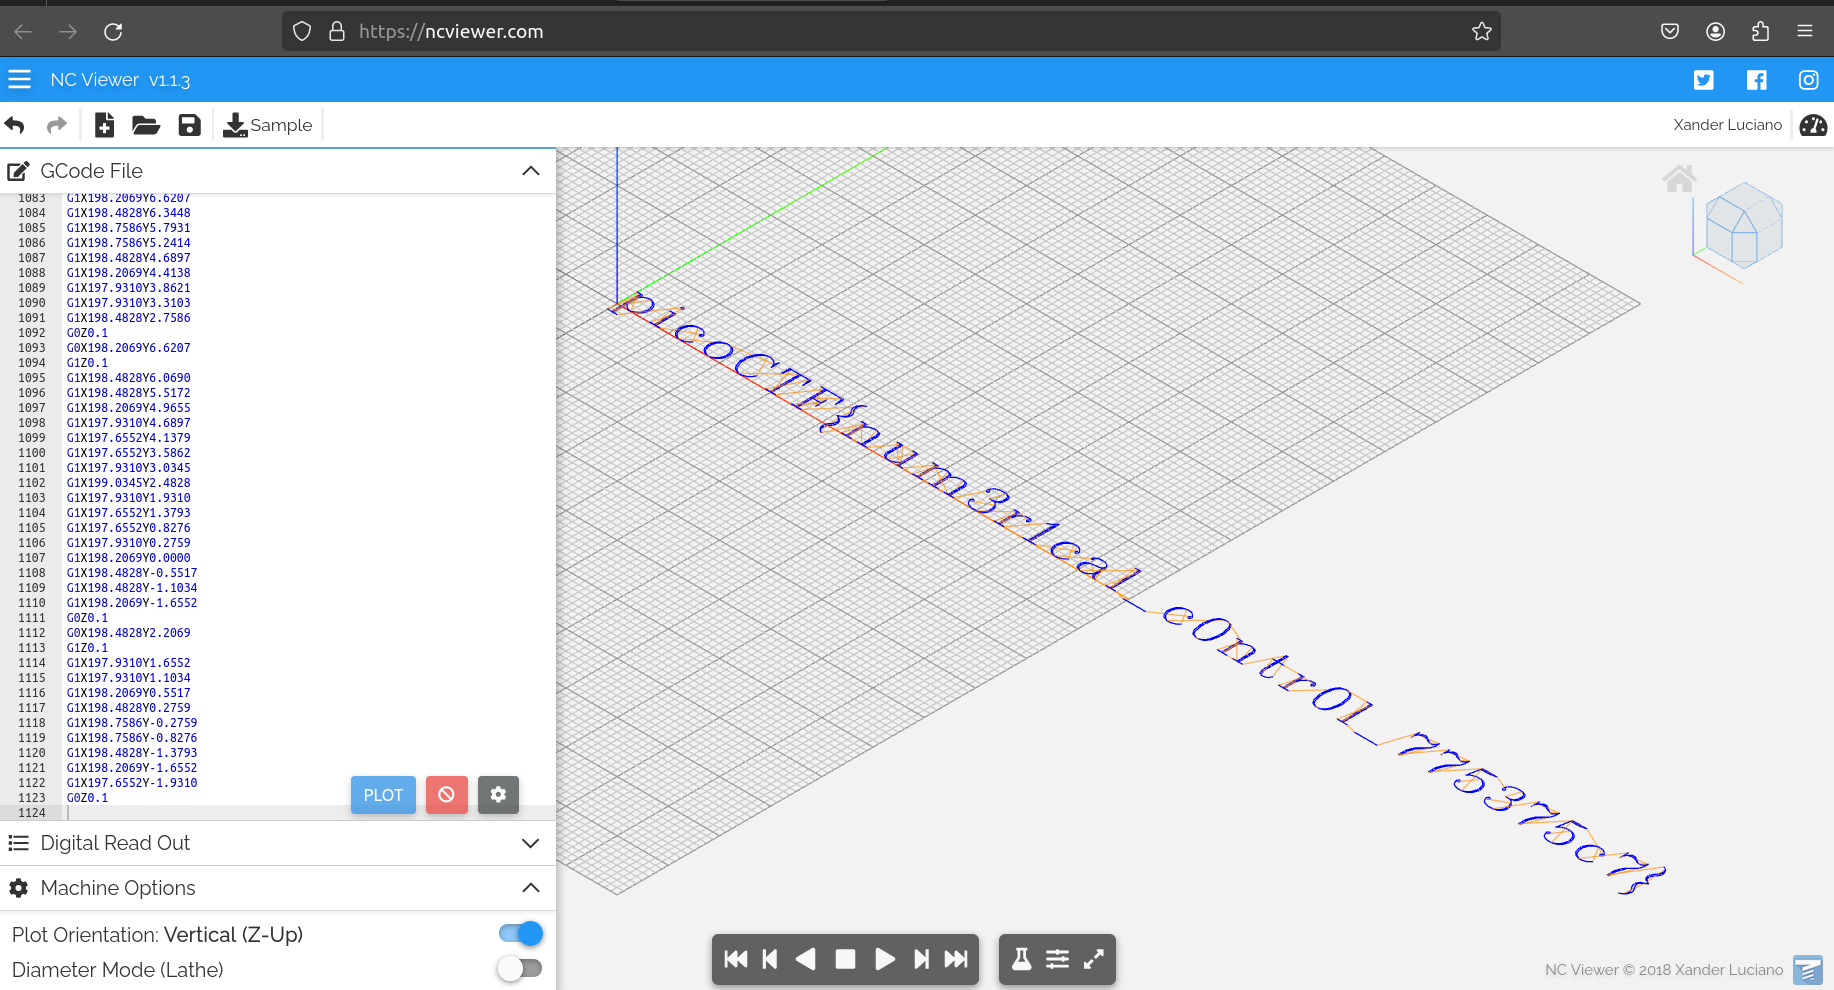 https://ncviewer.com
NC Viewer v1.1.3
Sample
Xander Luciano
GCode File
1083 G1X198.2069Y6.6207
1084 G1X198.4828Y6.3448
1085 G1X198.7586Y5.7931
1086 G1X198.7586Y5.2414
1087 G1X198.4828Y4.6897
1088 G1X198.2069Y4.4138
1089 G1X197.9310Y3.8621
1090 G1X197.9310Y3.3103
1091 G1X198.4828Y2.7586
1092 G0Z0.1
1093 G0X198.2069Y6.6207
1094 G1Z0.1
1095 G1X198.4828Y6.0690
1096 G1X198.4828Y5.5172
1097 G1X198.2069Y4.9655
1098 G1X197.9310Y4.6897
1099 G1X197.6552Y4.1379
1100 G1X197.6552Y3.5862
1101 G1X197.9310Y3.0345
1102 G1X199.0345Y2.4828
1103 G1X197.9310Y1.9310
1104 G1X197.6552Y1.3793
1105 G1X197.6552Y0.8276
1106 G1X197.9310Y0.2759
1107 G1X198.2069Y0.0000
1108 G1X198.4828Y-0.5517
1109 G1X198.4828Y-1.1034
1110 G1X198.2069Y-1.6552
1111 G0Z0.1
1112 G0X198.4828Y2.2069
1113 G1Z0.1
1114 G1X197.9310Y1.6552
1115 G1X197.9310Y1.1034
1116 G1X198.2069Y0.5517
1117 G1X198.4828Y0.2759
1118 G1X198.7586Y-0.2759
1119 G1X198.7586Y-0.8276
1120 G1X198.4828Y-1.3793
1121 G1X198.2069Y-1.6552
1122 G1X197.6552Y-1.9310
1123 G0Z0.1
1124
PLOT
Digital Read Out
Machine Options
Plot Orientation: Vertical (Z-Up)
Diameter Mode (Lathe)
picoCTF{num3r1cal_c0ntr0l_775375c7}
NC Viewer © 2018 Xander Luciano